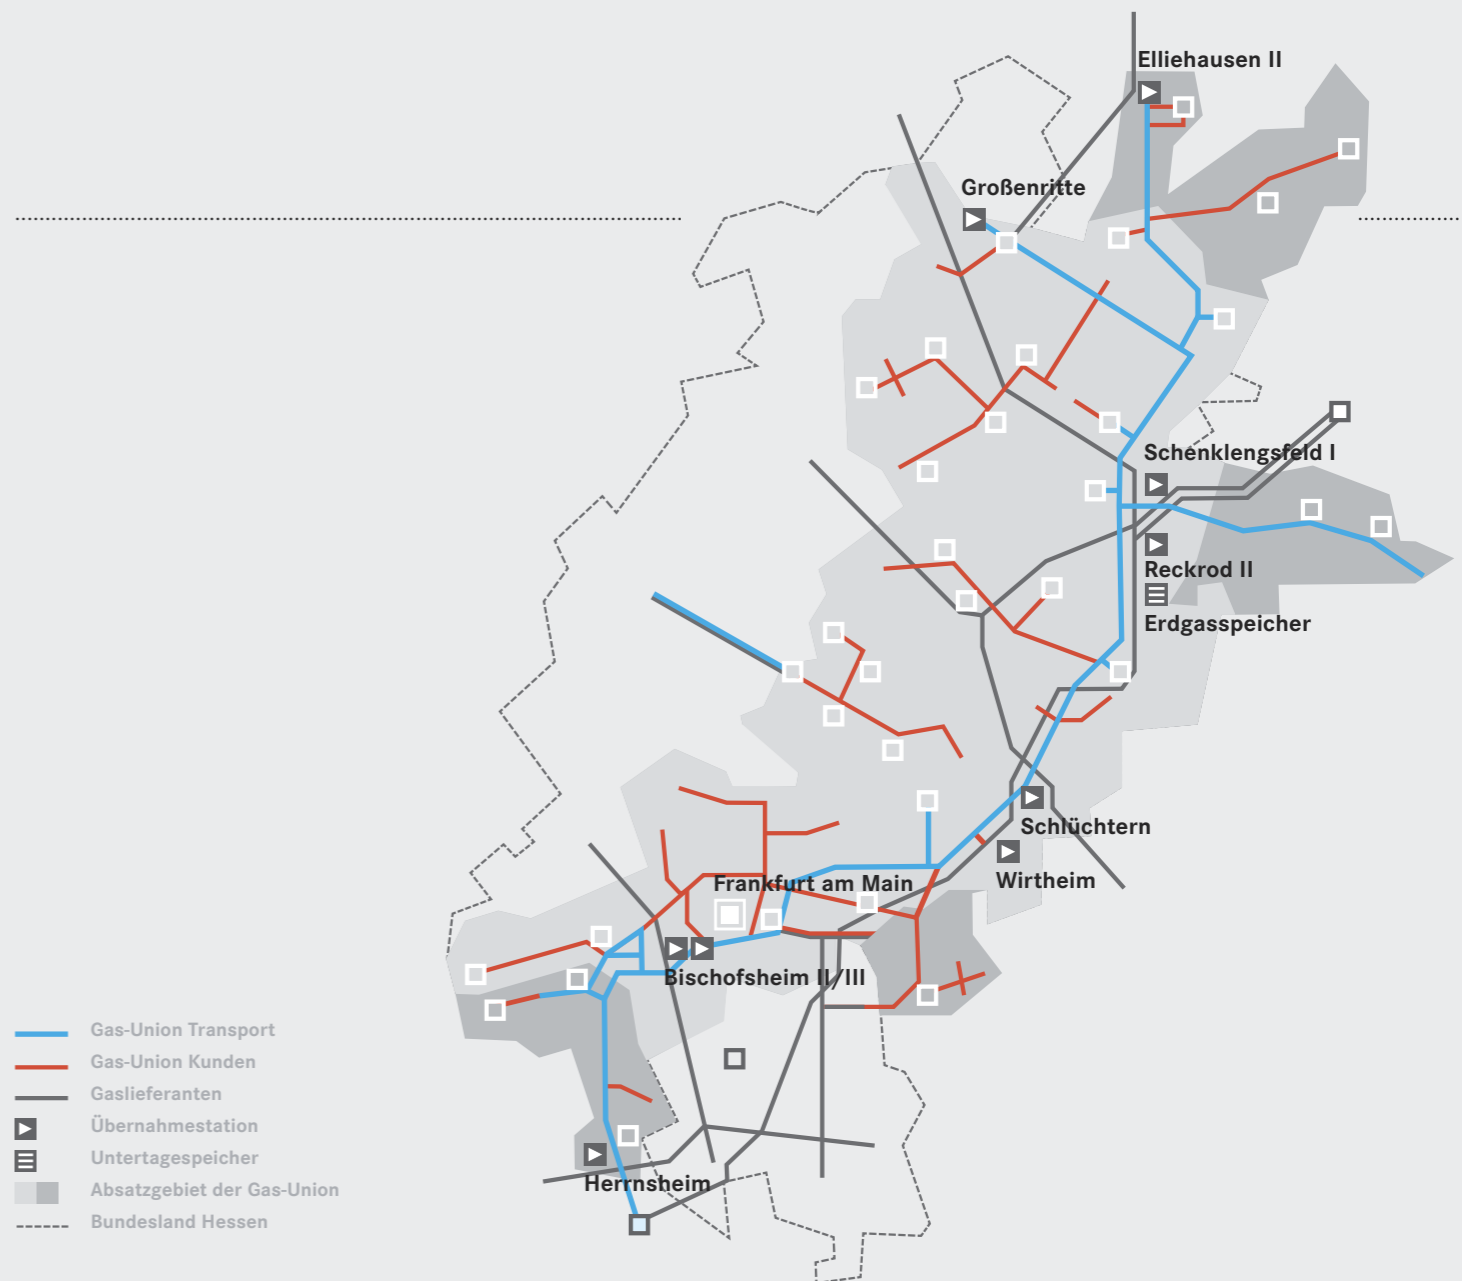 Elliehausen II
Großenritte
Schenklengsfeld I
Reckrod II
Erdgasspeicher
Schlüchtern
Wirtheim
Frankfurt am Main
Bischofsheim II/III
Herrnsheim
Gas-Union Transport
Gas-Union Kunden
Gaslieferanten
Übernahmestation
Untertagespeicher
Absatzgebiet der Gas-Union
Bundesland Hessen